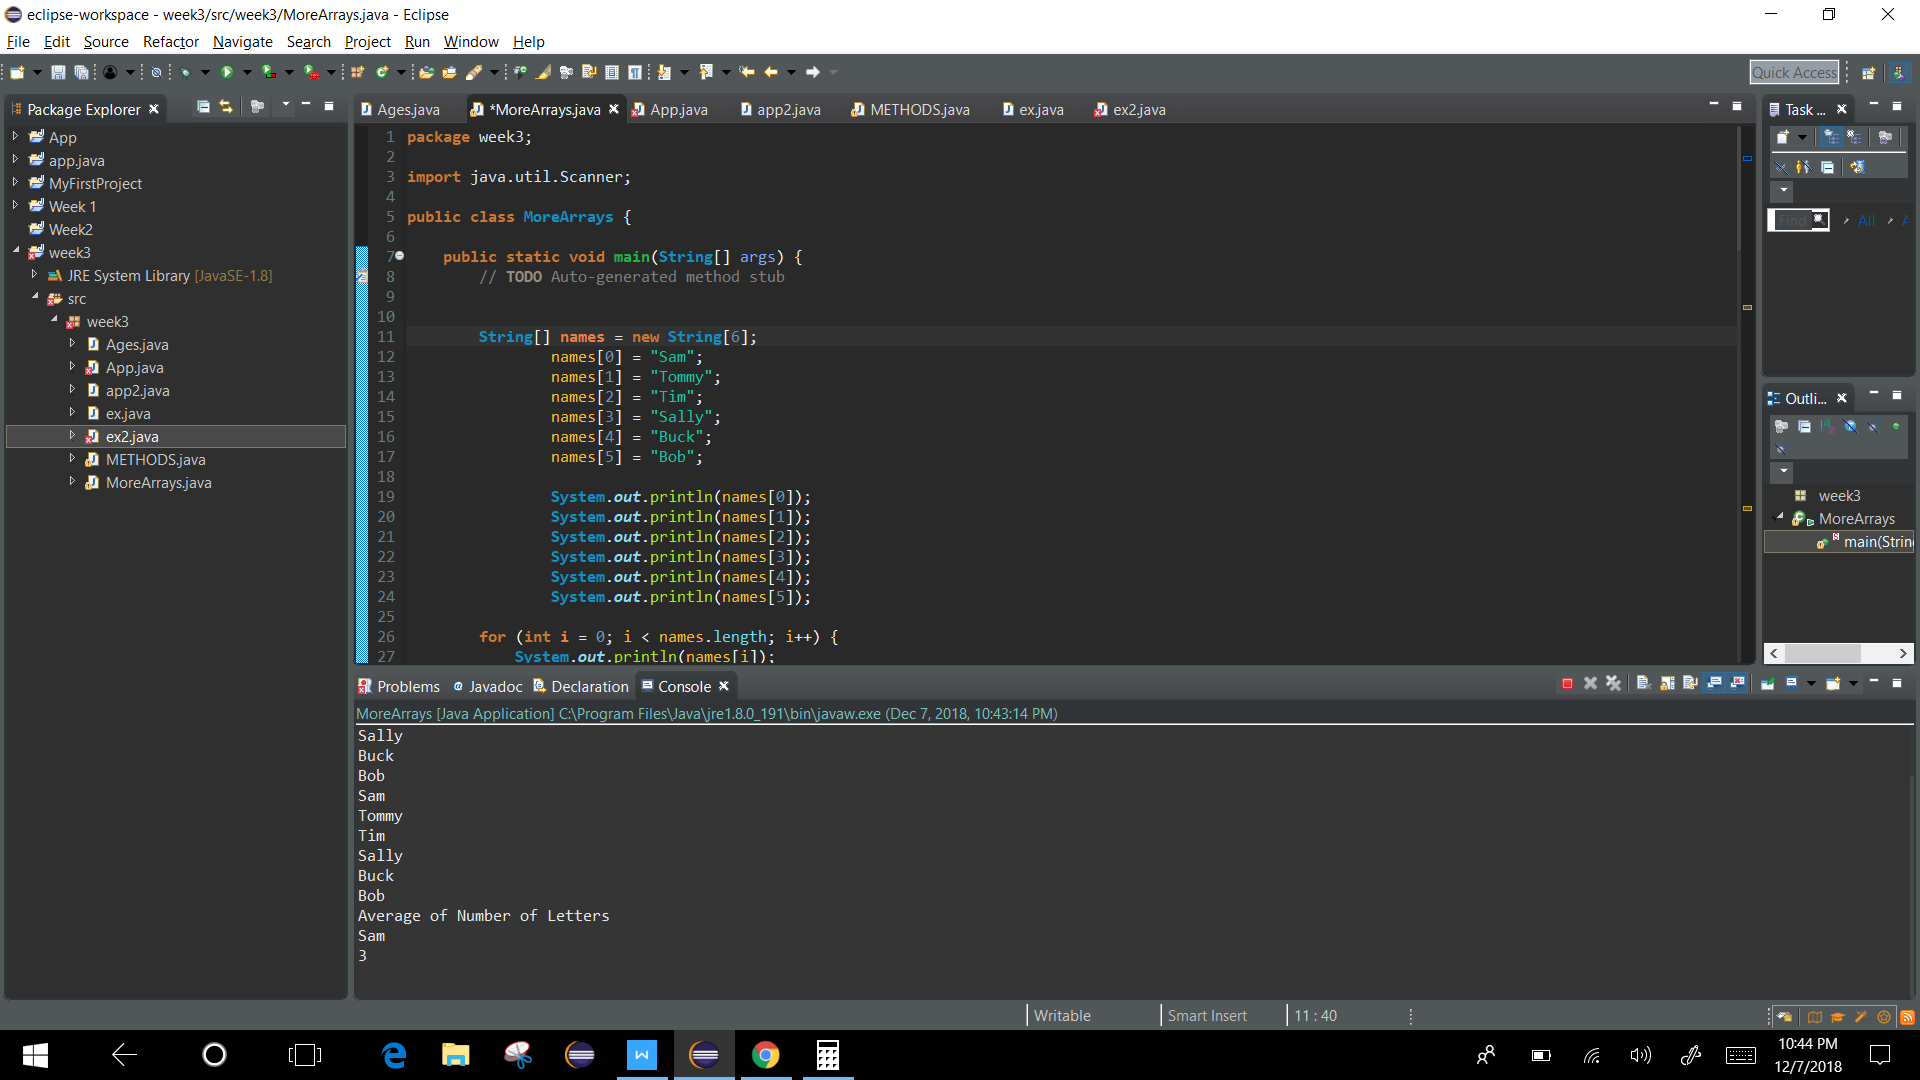 eclipse-workspace - week3/src/week3/MoreArrays.java - Eclipse
File Edit Source Refactor Navigate Search Project Run Window Help
Quick Access
Package Explorer
App
app.java
MyFirstProject
Week 1
Week2
week3
JRE System Library [JavaSE-1.8]
src
week3
Ages.java
App.java
app2.java
ex.java
ex2.java
METHODS.java
MoreArrays.java
Ages.java *MoreArrays.java App.java app2.java METHODS.java ex.java ex2.java
1 package week3;
2
3 import java.util.Scanner;
4
5 public class MoreArrays {
6
7 public static void main(String[] args) {
8 // TODO Auto-generated method stub
9
10
11 String[] names = new String[6];
12 names[0] = "Sam";
13 names[1] = "Tommy";
14 names[2] = "Tim";
15 names[3] = "Sally";
16 names[4] = "Buck";
17 names[5] = "Bob";
18
19 System.out.println(names[0]);
20 System.out.println(names[1]);
21 System.out.println(names[2]);
22 System.out.println(names[3]);
23 System.out.println(names[4]);
24 System.out.println(names[5]);
25
26 for (int i = 0; i < names.length; i++) {
27 System.out.println(names[i]);
Task ...
Find All
Outli...
week3
MoreArrays
main(Strin
Problems Javadoc Declaration Console
MoreArrays [Java Application] C:\Program Files\Java\jre1.8.0_191\bin\javaw.exe (Dec 7, 2018, 10:43:14 PM)
Sally
Buck
Bob
Sam
Tommy
Tim
Sally
Buck
Bob
Average of Number of Letters
Sam
3
Writable Smart Insert 11 : 40
10:44 PM
12/7/2018